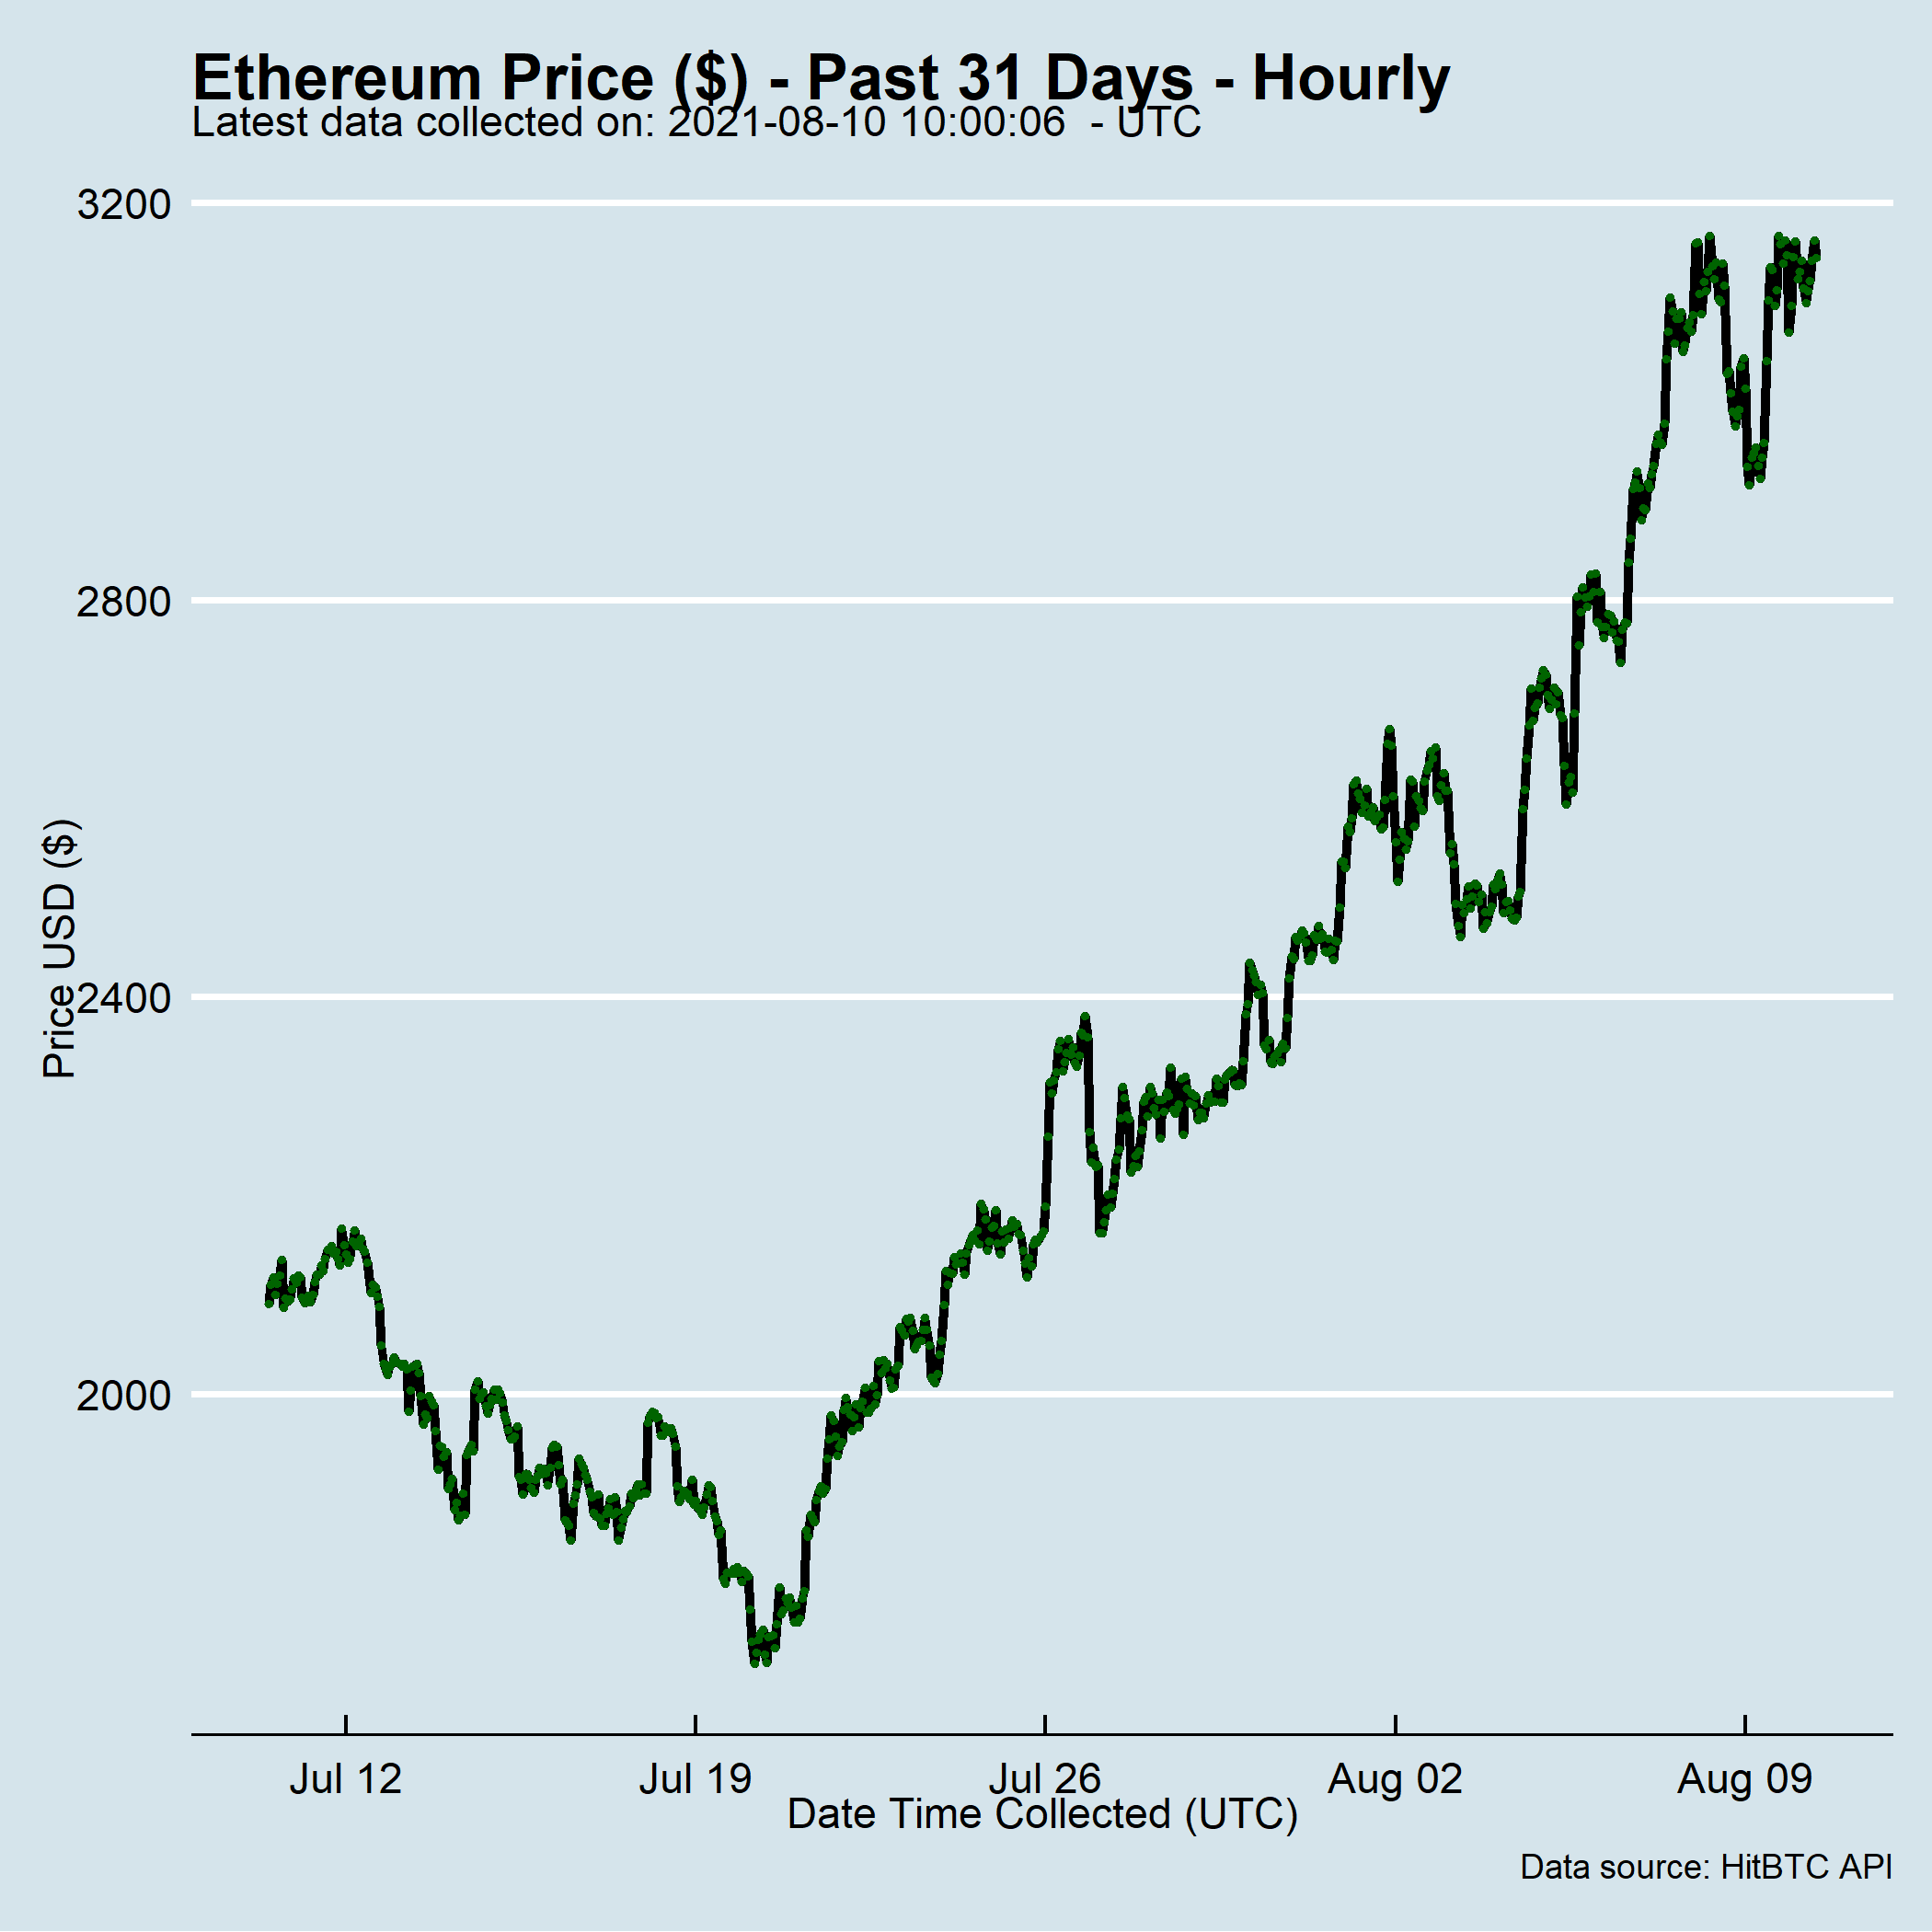 Ethereum Price ($) - Past 31 Days - Hourly
Latest data collected on: 2021-08-10 10:00:06  - UTC
3200
2800
2400
2000
Price USD ($)
Jul 12
Jul 19
Jul 26
Aug 02
Aug 09
Date Time Collected (UTC)
Data source: HitBTC API